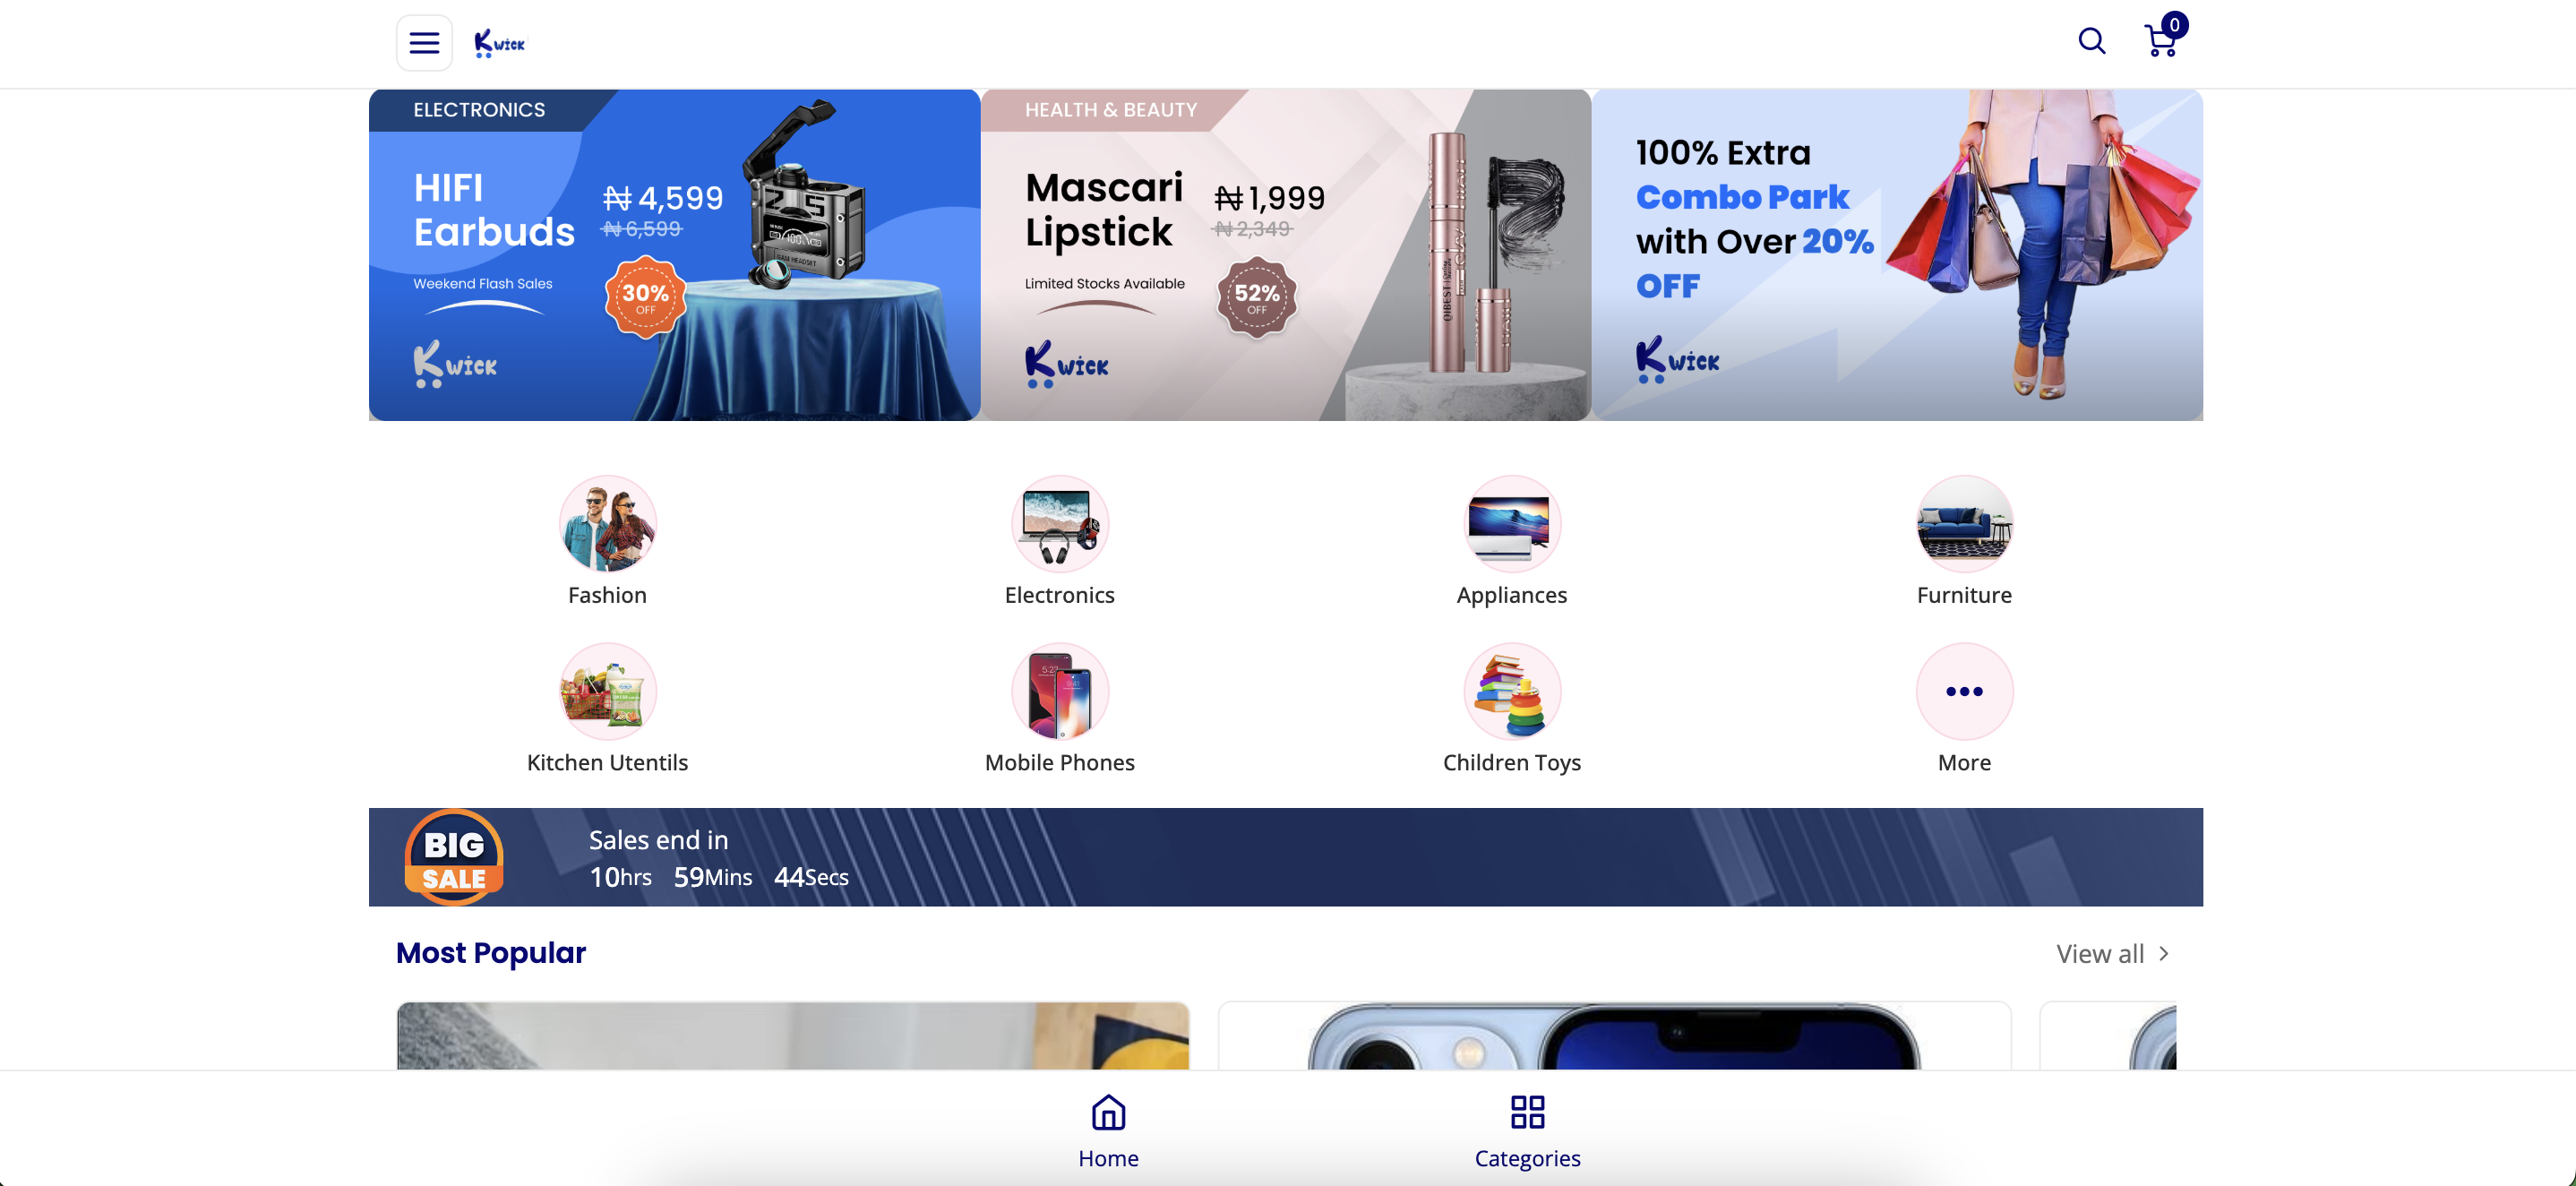 Kwick
0
ELECTRONICS
HIFI
Earbuds
₦ 4,599
₦ 6,599
Weekend Flash Sales
30%
OFF
Kwick
HEALTH & BEAUTY
Mascari
Lipstick
₦ 1,999
₦ 2,349
Limited Stocks Available
52%
OFF
Kwick
100% Extra
Combo Park
with Over 20%
OFF
Kwick
Fashion
Electronics
Appliances
Furniture
Kitchen Utentils
Mobile Phones
Children Toys
More
BIG
SALE
Sales end in
10hrs 59Mins 44Secs
Most Popular
View all
Home
Categories